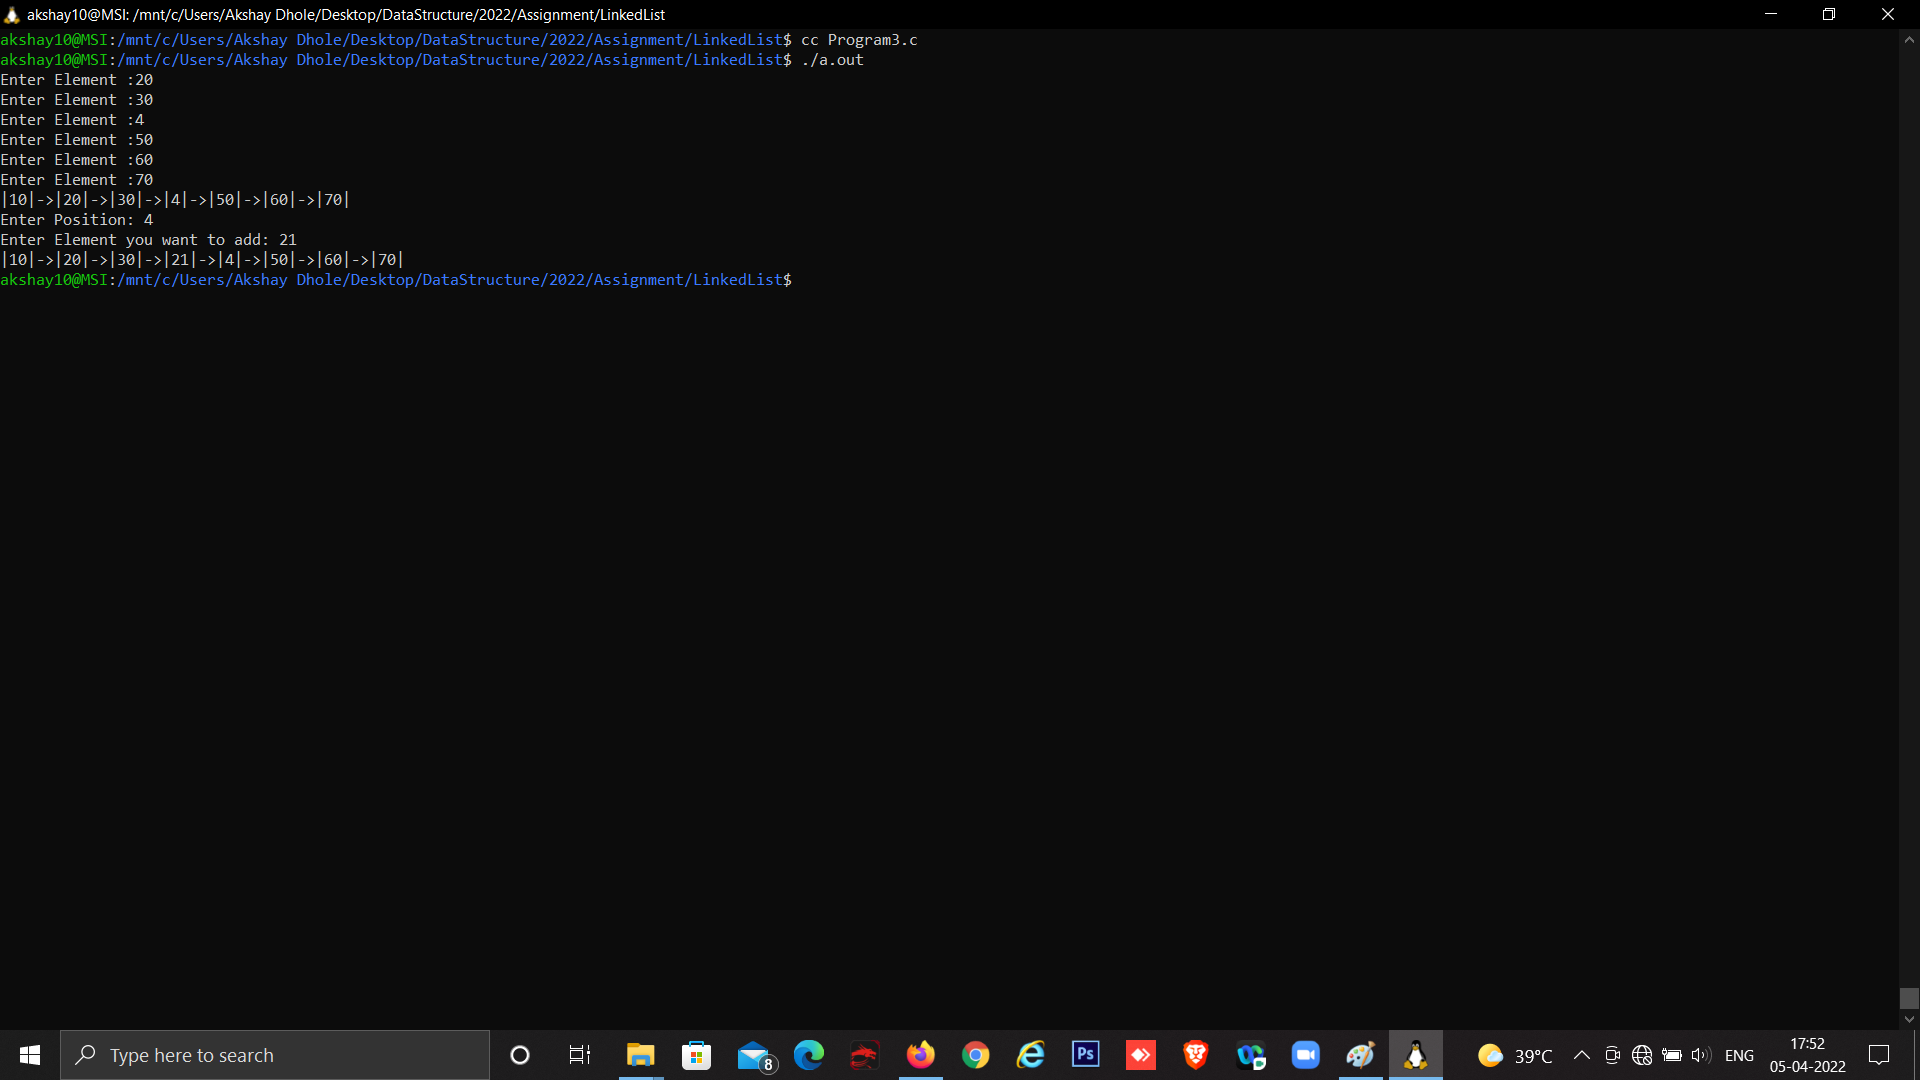 akshay10@MSI: /mnt/c/Users/Akshay Dhole/Desktop/DataStructure/2022/Assignment/LinkedList
akshay10@MSI:/mnt/c/Users/Akshay Dhole/Desktop/DataStructure/2022/Assignment/LinkedList$ cc Program3.c
akshay10@MSI:/mnt/c/Users/Akshay Dhole/Desktop/DataStructure/2022/Assignment/LinkedList$ ./a.out
Enter Element :20
Enter Element :30
Enter Element :4
Enter Element :50
Enter Element :60
Enter Element :70
|10|->|20|->|30|->|4|->|50|->|60|->|70|
Enter Position: 4
Enter Element you want to add: 21
|10|->|20|->|30|->|21|->|4|->|50|->|60|->|70|
akshay10@MSI:/mnt/c/Users/Akshay Dhole/Desktop/DataStructure/2022/Assignment/LinkedList$
Type here to search
8
Ps
39°C
ENG
17:52
05-04-2022